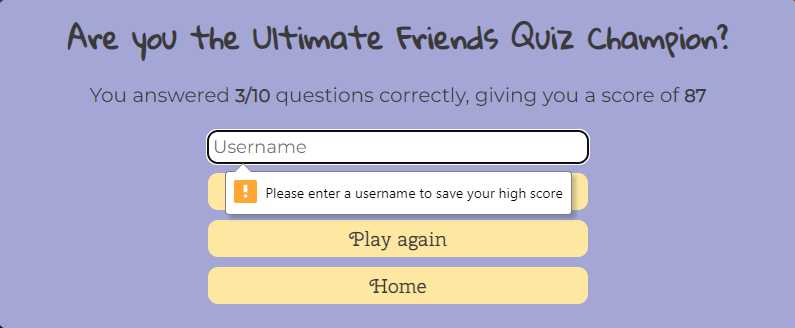 Are you the Ultimate Friends Quiz Champion?
You answered 3/10 questions correctly, giving you a score of 87
Username
Please enter a username to save your high score
Play again
Home